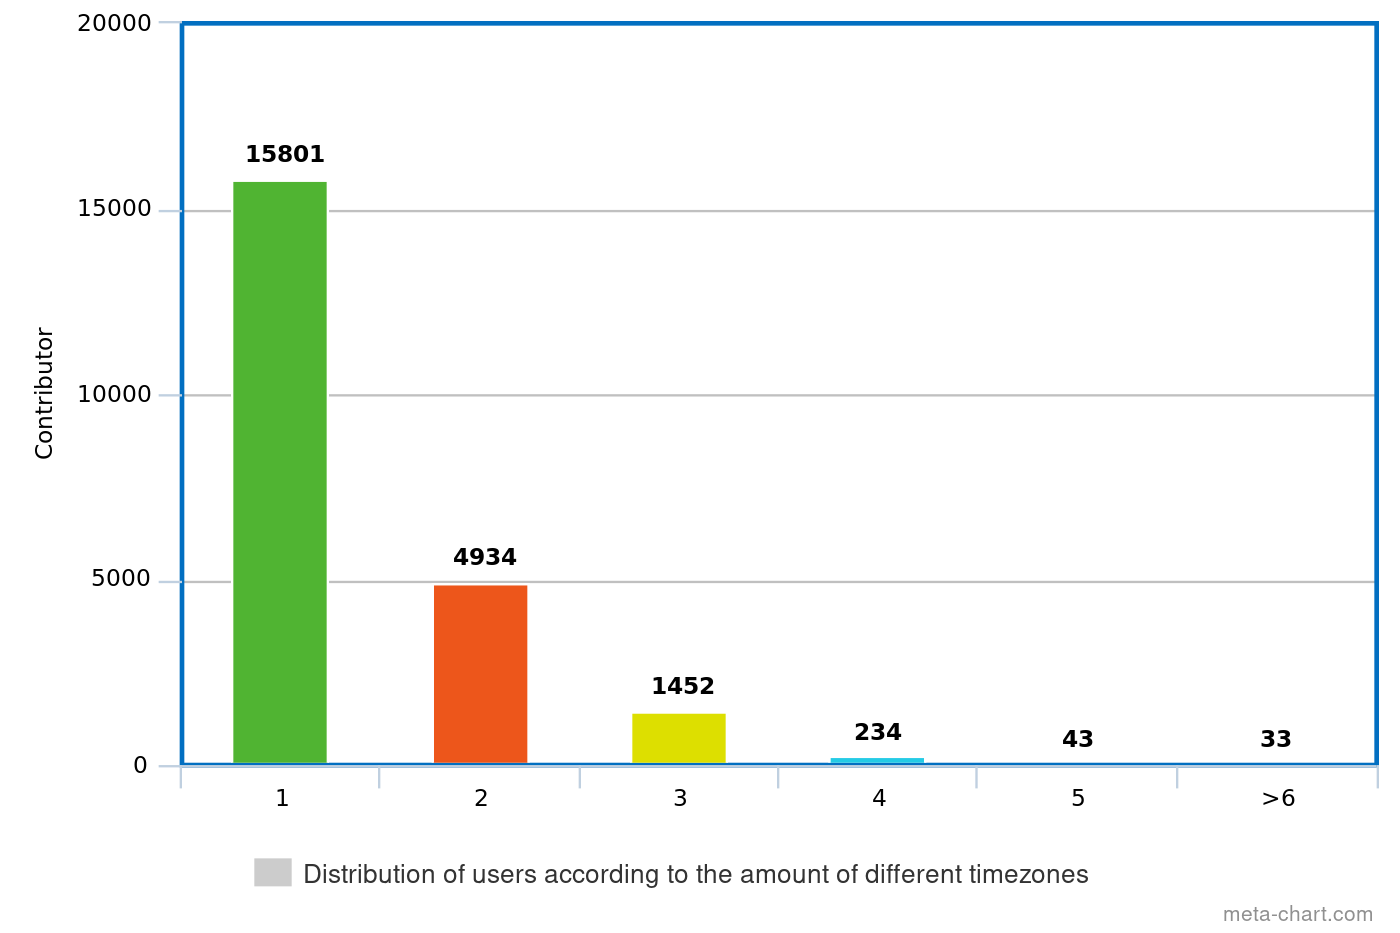 20000
15801
15000
10000
Contributor
4934
5000
1452
234
43
33
0
1 2 3 4 5 >6
Distribution of users according to the amount of different timezones
meta-chart.com